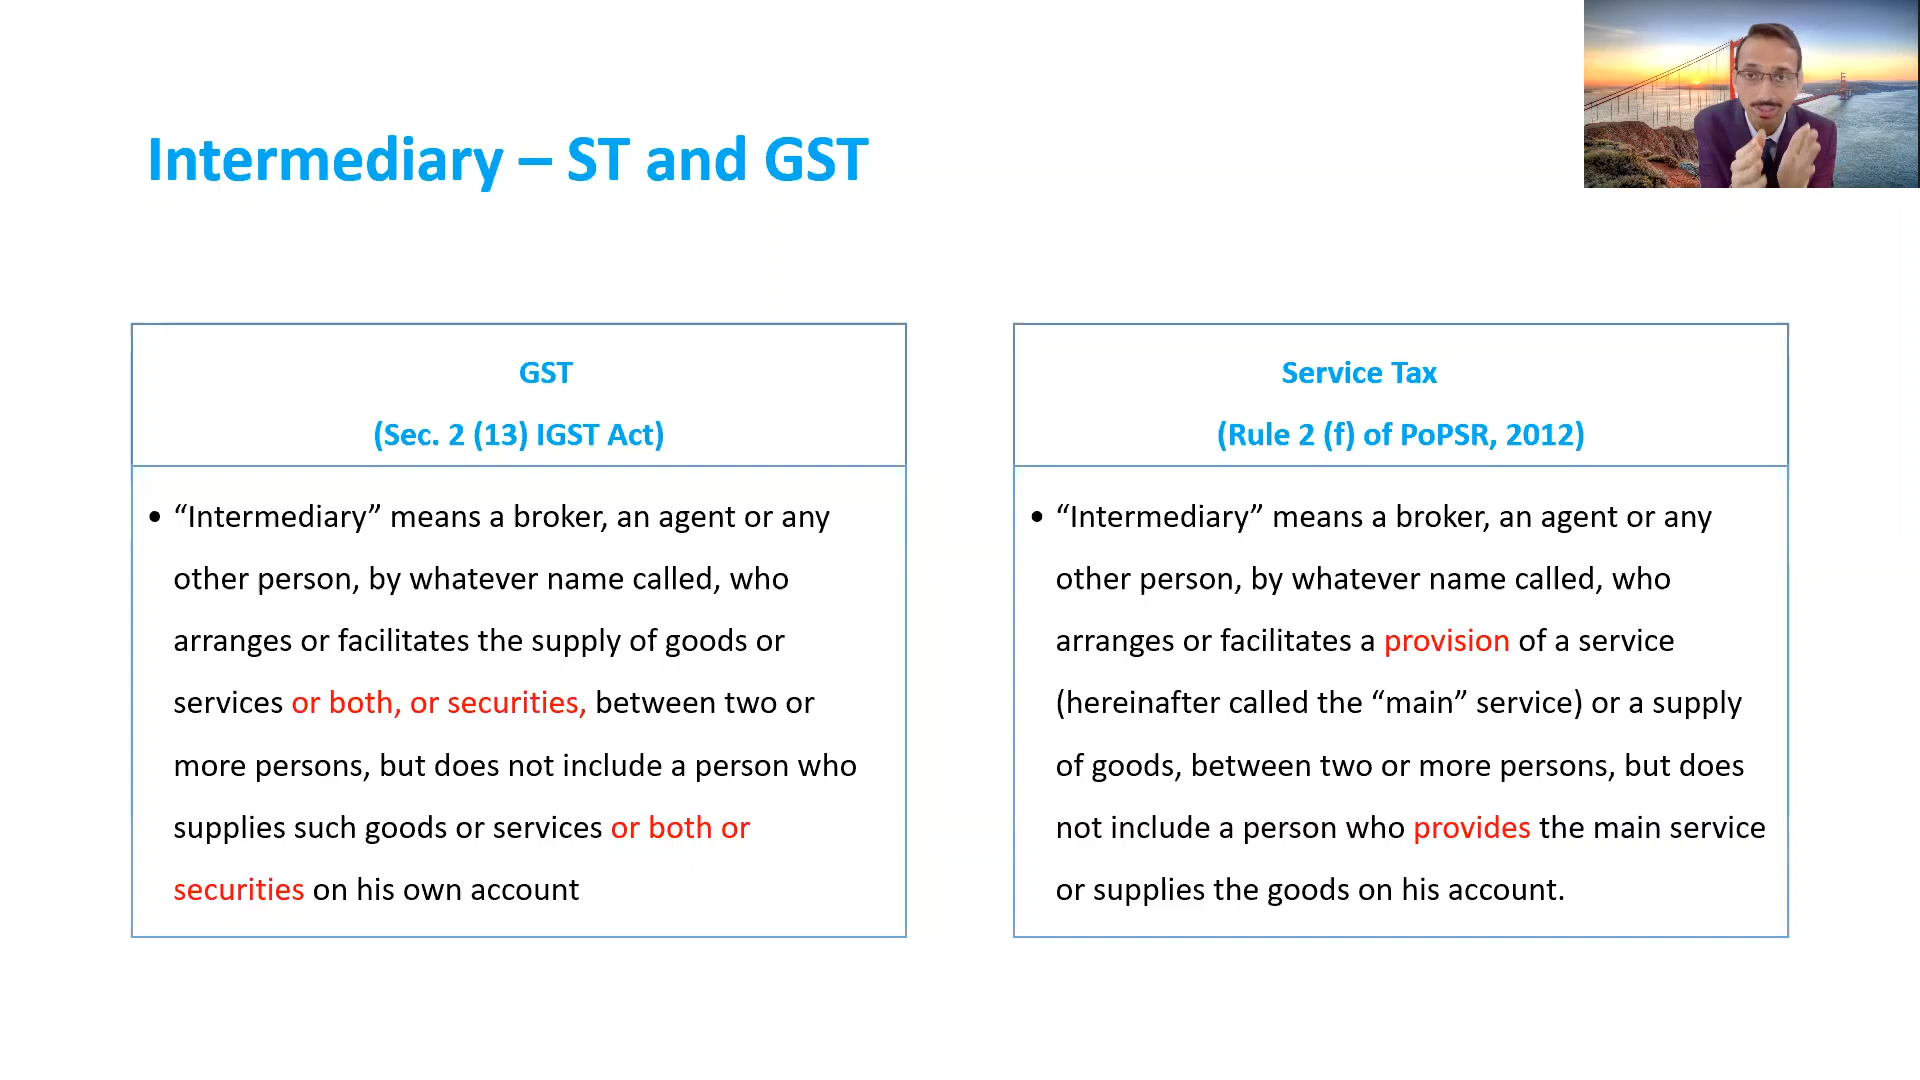 Intermediary – ST and GST
GST
(Sec. 2 (13) IGST Act)
• “Intermediary” means a broker, an agent or any
other person, by whatever name called, who
arranges or facilitates the supply of goods or
services or both, or securities, between two or
more persons, but does not include a person who
supplies such goods or services or both or
securities on his own account
Service Tax
(Rule 2 (f) of PoPSR, 2012)
• “Intermediary” means a broker, an agent or any
other person, by whatever name called, who
arranges or facilitates a provision of a service
(hereinafter called the “main” service) or a supply
of goods, between two or more persons, but does
not include a person who provides the main service
or supplies the goods on his account.